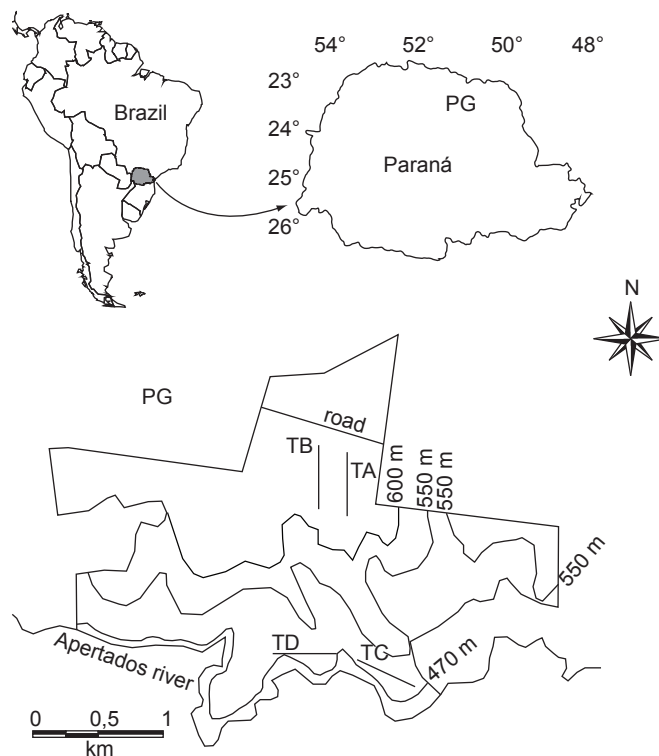 54° 52° 50° 48°
23°
24°
25°
26°
Brazil
PG
Paraná
N
PG
road
TB
TA
600 m
550 m
550 m
550 m
TD
TC
470 m
Apertados river
0 0,5 1
km